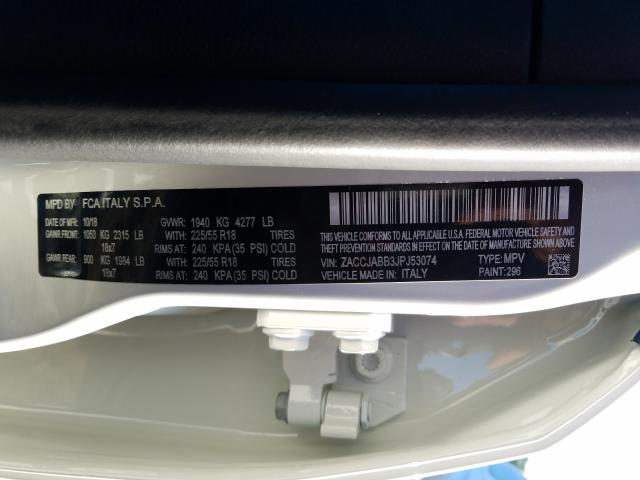 MPD BY: FCA ITALY S.P.A.
DATE OF MFR: 10/18 GVWR: 1940 KG 4277 LB
GAWR FRONT: 1050 KG 2315 LB WITH: 225/55 R18 TIRES
18x7 RIMS AT: 240 KPA(35 PSI) COLD
GAWR REAR: 900 KG 1984 LB WITH: 225/55 R18 TIRES
18x7 RIMS AT: 240 KPA(35 PSI) COLD
THIS VEHICLE CONFORMS TO ALL APPLICABLE U.S.A. FEDERAL MOTOR VEHICLE SAFETY AND
THEFT PREVENTION STANDARDS IN EFFECT ON THE DATE OF MANUFACTURE SHOWN ABOVE.
VIN: ZACCJABB3JPJ53074 TYPE: MPV
VEHICLE MADE IN: ITALY PAINT: 296